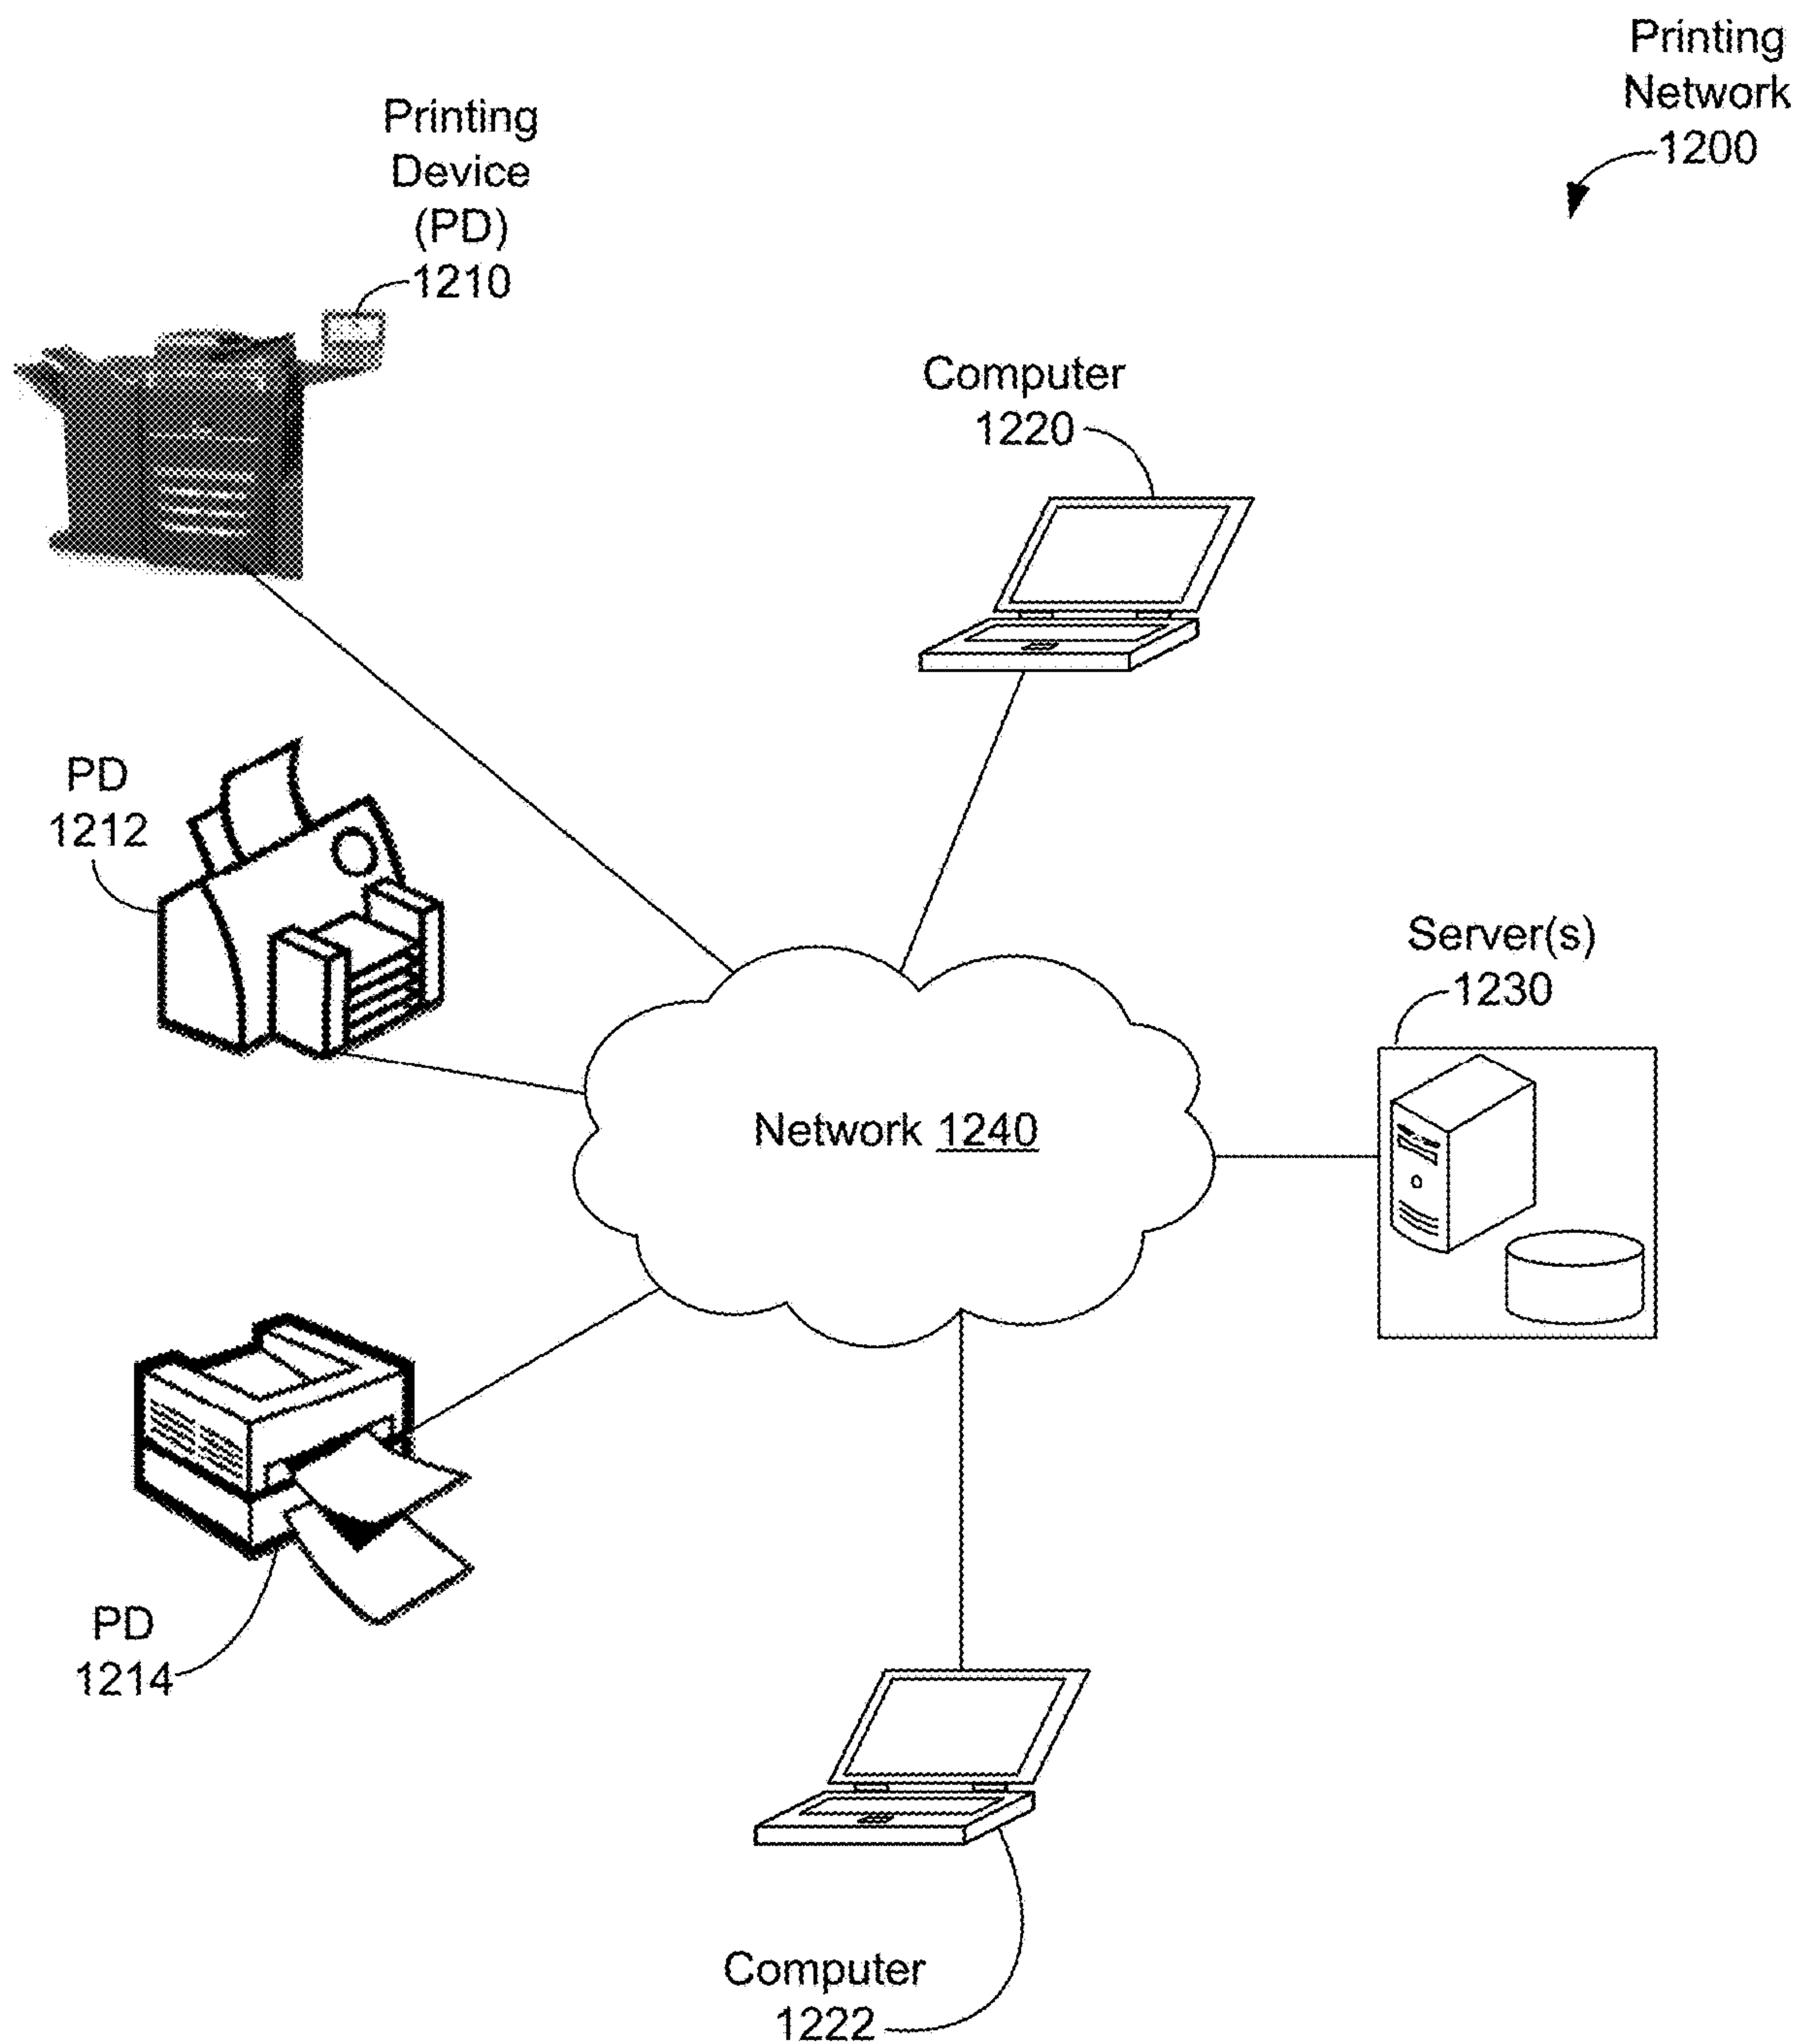 Printing
Network
1200
Printing
Device
(PD)
1210
Computer
1220
PD
1212
Server(s)
1230
Network 1240
PD
1214
Computer
1222